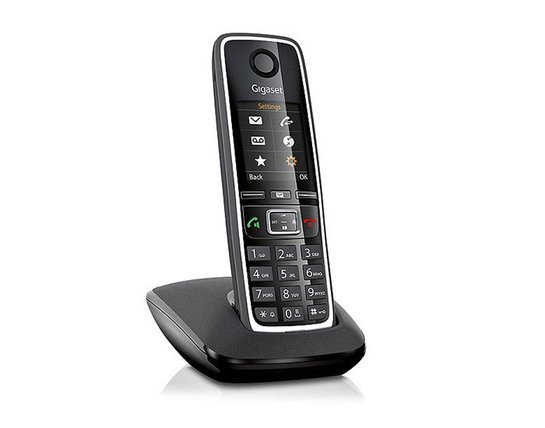 Gigaset
Settings
Back OK
INT
1 2 ABC 3 DEF
4 GHI 5 JKL 6 MNO
7 PQRS 8 TUV 9 WXYZ
* 0 #